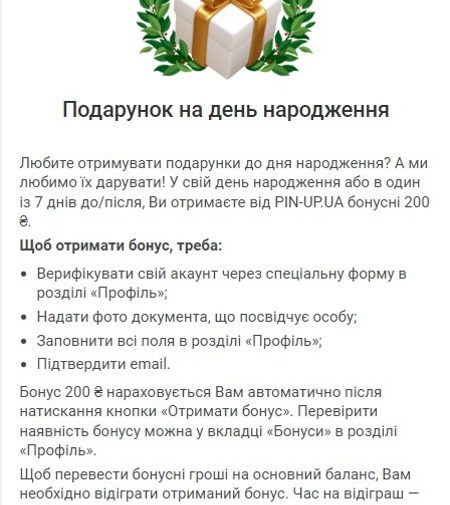 Подарунок на день народження
Любите отримувати подарунки до дня народження? А ми
любимо їх дарувати! У свій день народження або в один
із 7 днів до/після, Ви отримаєте від PIN-UP.UA бонусні 200
₴.
Щоб отримати бонус, треба:
• Верифікувати свій акаунт через спеціальну форму в
розділі «Профіль»;
• Надати фото документа, що посвідчує особу;
• Заповнити всі поля в розділі «Профіль»;
• Підтвердити email.
Бонус 200 ₴ нараховується Вам автоматично після
натискання кнопки «Отримати бонус». Перевірити
наявність бонусу можна у вкладці «Бонуси» в розділі
«Профіль».
Щоб перевести бонусні гроші на основний баланс, Вам
необхідно відіграти отриманий бонус. Час на відіграш —